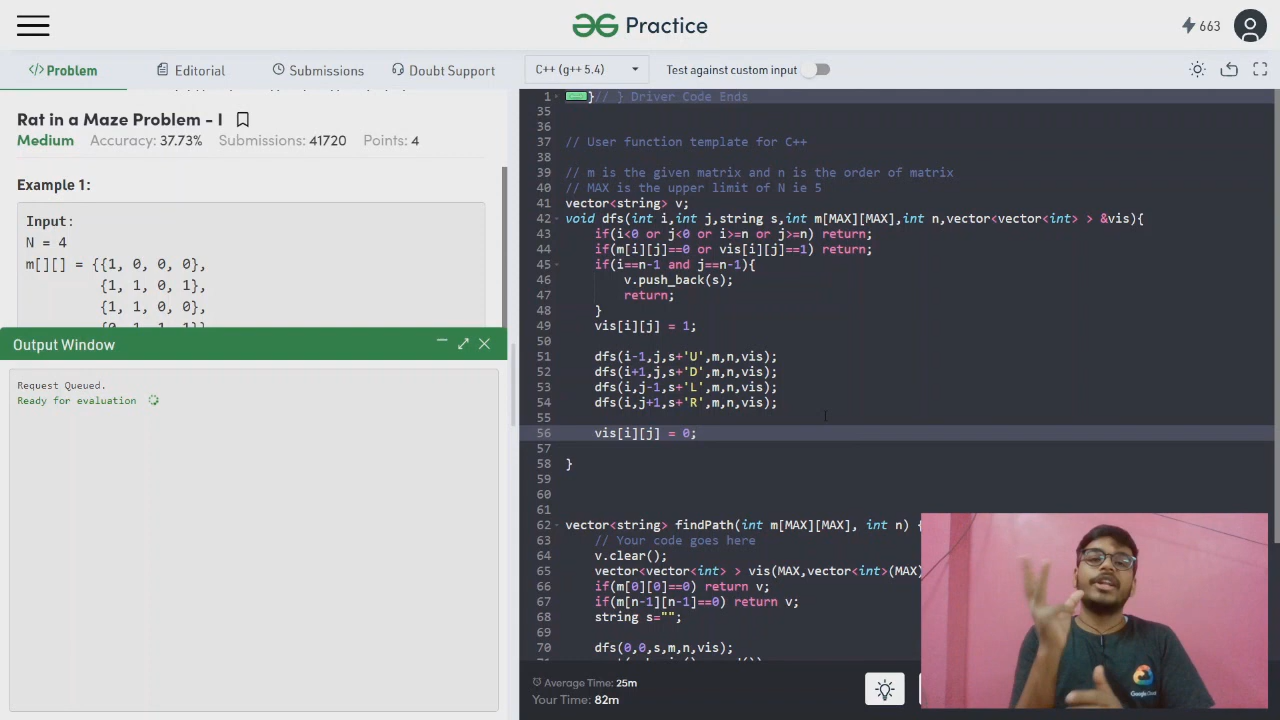 Practice
663
</> Problem
Editorial
Submissions
Doubt Support
C++ (g++ 5.4)
Test against custom input
Rat in a Maze Problem - I
Medium Accuracy: 37.73% Submissions: 41720 Points: 4
Example 1:
Input:
N = 4
m[][] = {{1, 0, 0, 0},
{1, 1, 0, 1},
{1, 1, 0, 0},
Output Window
Request Queued.
Ready for evaluation
1 }// } Driver Code Ends
35
36
37 // User function template for C++
38
39 // m is the given matrix and n is the order of matrix
40 // MAX is the upper limit of N ie 5
41 vector<string> v;
42 void dfs(int i,int j,string s,int m[MAX][MAX],int n,vector<vector<int> > &vis){
43 if(i<0 or j<0 or i>=n or j>=n) return;
44 if(m[i][j]==0 or vis[i][j]==1) return;
45 if(i==n-1 and j==n-1){
46 v.push_back(s);
47 return;
48 }
49 vis[i][j] = 1;
50
51 dfs(i-1,j,s+'U',m,n,vis);
52 dfs(i+1,j,s+'D',m,n,vis);
53 dfs(i,j-1,s+'L',m,n,vis);
54 dfs(i,j+1,s+'R',m,n,vis);
55
56 vis[i][j] = 0;
57
58 }
59
60
61
62 vector<string> findPath(int m[MAX][MAX], int n) {
63 // Your code goes here
64 v.clear();
65 vector<vector<int> > vis(MAX,vector<int>(MAX)
66 if(m[0][0]==0) return v;
67 if(m[n-1][n-1]==0) return v;
68 string s="";
69
70 dfs(0,0,s,m,n,vis);
Average Time: 25m
Your Time: 82m
Google Cloud